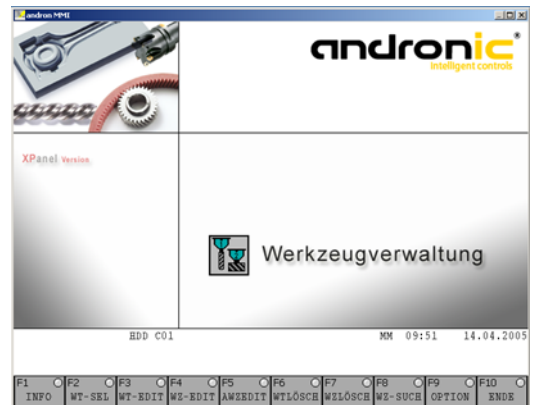 andron MMI
andronic
intelligent controls
XPanel Version
Werkzeugverwaltung
HDD C01 MM 09:51 14.04.2005
F1 F2 F3 F4 F5 F6 F7 F8 F9 F10
INFO WT-SEL WT-EDIT WZ-EDIT AWZEDIT WTLÖSCH WZLÖSCH WZ-SUCH OPTION ENDE